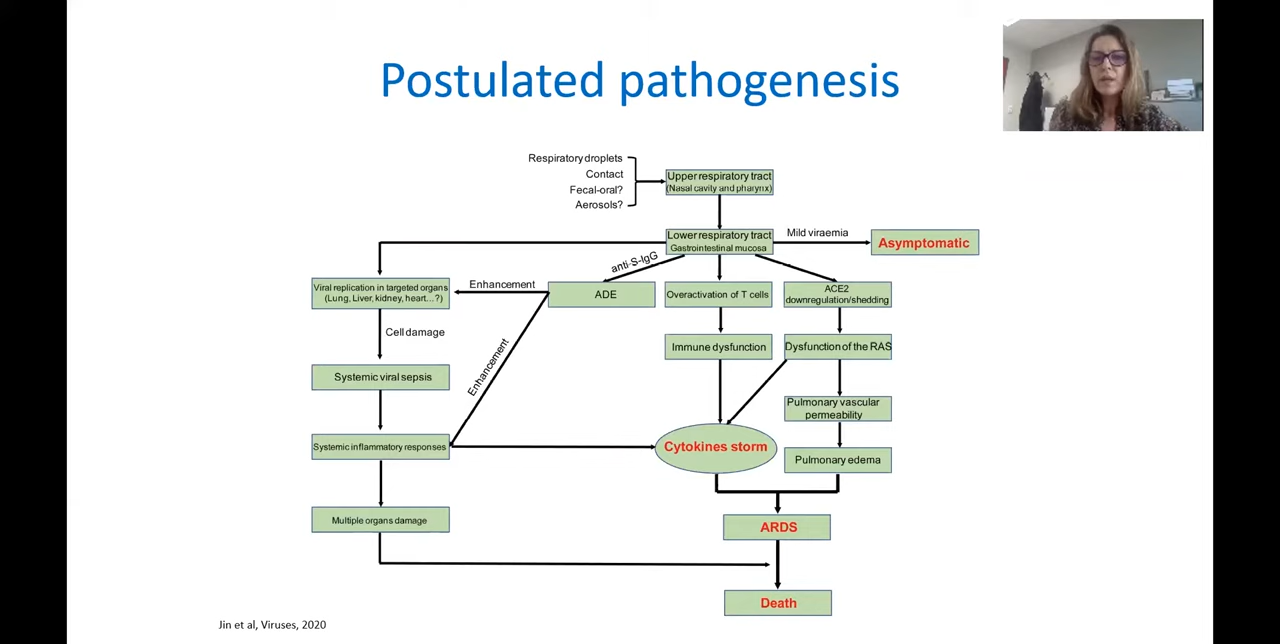 Postulated pathogenesis
Respiratory droplets
Contact
Fecal-oral?
Aerosols?
Upper respiratory tract
(Nasal cavity and pharynx)
Lower respiratory tract
Gastrointestinal mucosa
Mild viraemia
Asymptomatic
anti-S-IgG
Viral replication in targeted organs
(Lung, Liver, kidney, heart...?)
Enhancement
ADE
Overactivation of T cells
ACE2
downregulation/shedding
Cell damage
Enhancement
Immune dysfunction
Dysfunction of the RAS
Systemic viral sepsis
Pulmonary vascular
permeability
Systemic inflammatory responses
Cytokines storm
Pulmonary edema
Multiple organs damage
ARDS
Death
Jin et al, Viruses, 2020